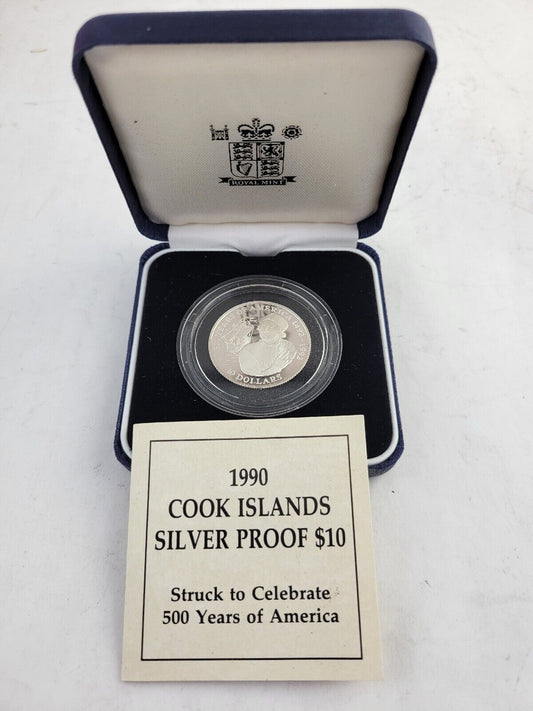 ROYAL MINT
10 DOLLARS
1990
COOK ISLANDS
SILVER PROOF $10
Struck to Celebrate
500 Years of America